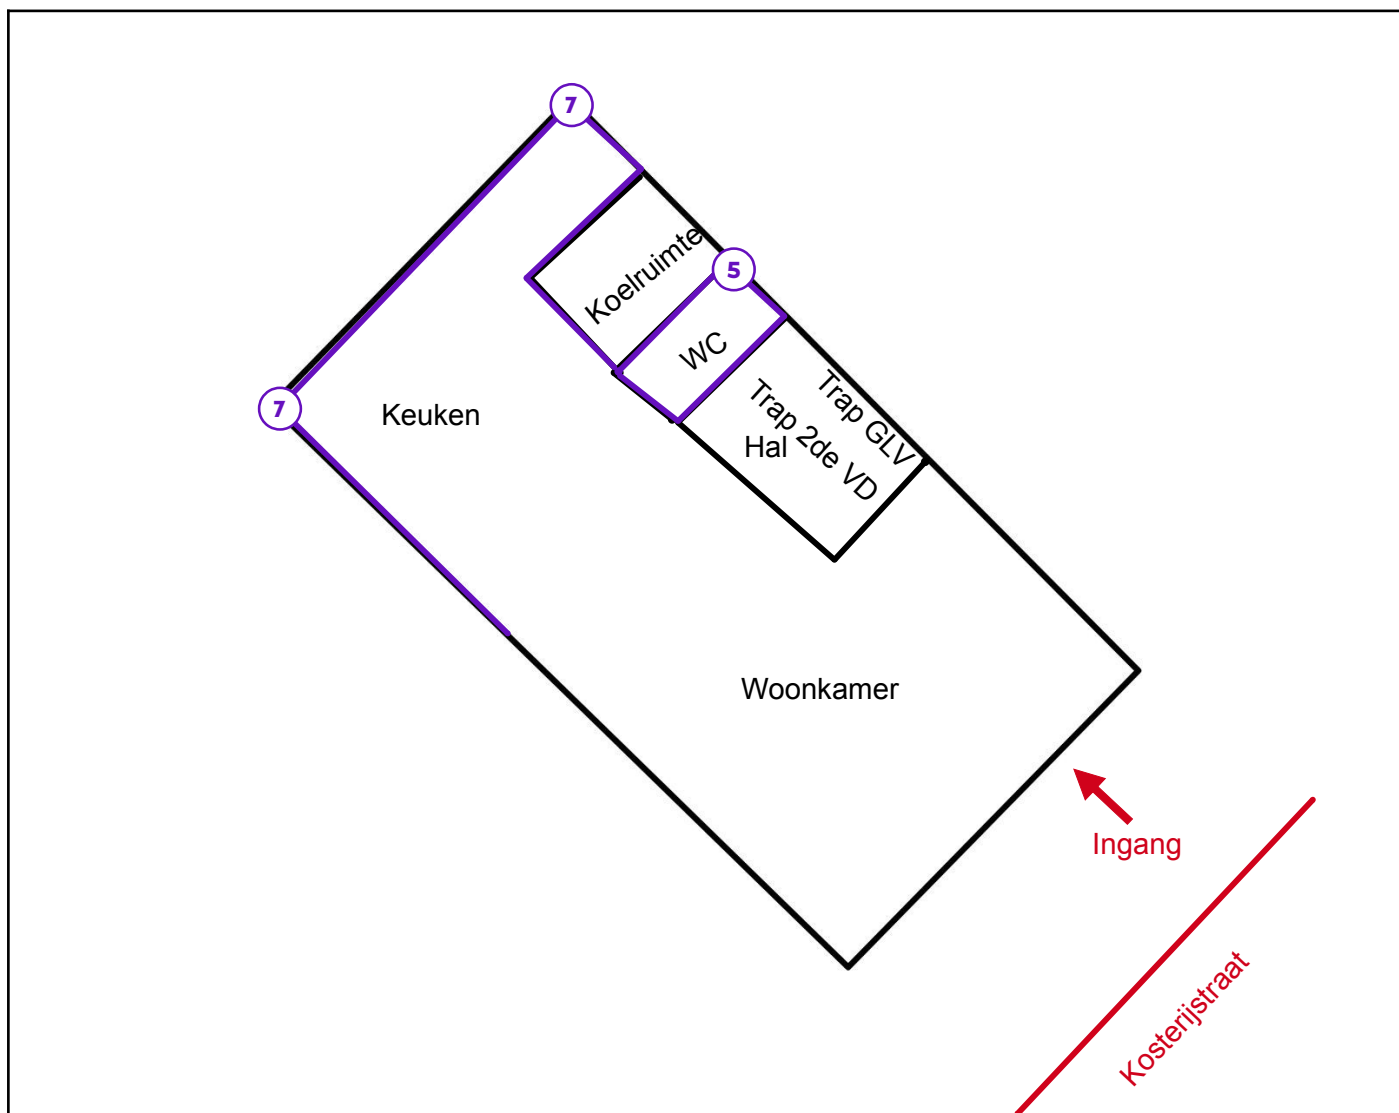 7
Koelruimte
5
WC
Trap GLV
Trap 2de VD
Hal
7
Keuken
Woonkamer
Ingang
Kosterijstraat